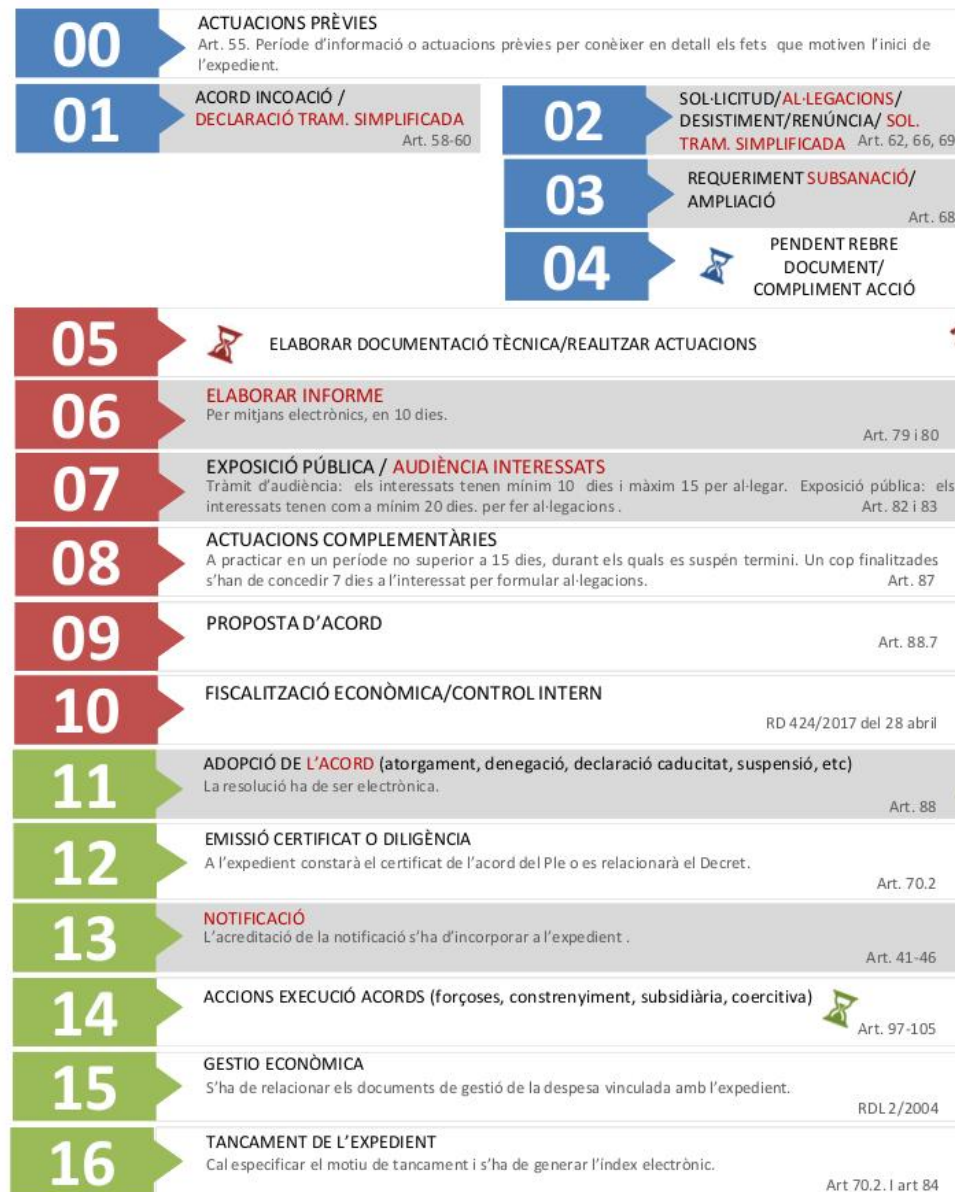 00
ACTUACIONS PRÈVIES
Art. 55. Període d'informació o actuacions prèvies per conèixer en detall els fets que motiven l'inici de
l'expedient.
01
ACORD INCOACIÓ /
DECLARACIÓ TRAM. SIMPLIFICADA
Art. 58-60
02
SOL·LICITUD/AL·LEGACIONS/
DESISTIMENT/RENÚNCIA/ SOL.
TRAM. SIMPLIFICADA Art. 62, 66, 69
03
REQUERIMENT SUBSANACIÓ/
AMPLIACIÓ
Art. 68
04
PENDENT REBRE
DOCUMENT/
COMPLIMENT ACCIÓ
05
ELABORAR DOCUMENTACIÓ TÈCNICA/REALITZAR ACTUACIONS
06
ELABORAR INFORME
Per mitjans electrònics, en 10 dies.
Art. 79 i 80
07
EXPOSICIÓ PÚBLICA / AUDIÈNCIA INTERESSATS
Tràmit d'audiència: els interessats tenen mínim 10 dies i màxim 15 per al·legar. Exposició pública: els
interessats tenen com a mínim 20 dies. per fer al·legacions . Art. 82 i 83
08
ACTUACIONS COMPLEMENTÀRIES
A practicar en un període no superior a 15 dies, durant els quals es suspén termini. Un cop finalitzades
s'han de concedir 7 dies a l'interessat per formular al·legacions. Art. 87
09
PROPOSTA D'ACORD
Art. 88.7
10
FISCALITZACIÓ ECONÒMICA/CONTROL INTERN
RD 424/2017 del 28 abril
11
ADOPCIÓ DE L'ACORD (atorgament, denegació, declaració caducitat, suspensió, etc)
La resolució ha de ser electrònica.
Art. 88
12
EMISSIÓ CERTIFICAT O DILIGÈNCIA
A l'expedient constarà el certificat de l'acord del Ple o es relacionarà el Decret.
Art. 70.2
13
NOTIFICACIÓ
L'acreditació de la notificació s'ha d'incorporar a l'expedient .
Art. 41-46
14
ACCIONS EXECUCIÓ ACORDS (forçoses, constrenyiment, subsidiària, coercitiva)
Art. 97-105
15
GESTIO ECONÒMICA
S'ha de relacionar els documents de gestió de la despesa vinculada amb l'expedient.
RDL 2/2004
16
TANCAMENT DE L'EXPEDIENT
Cal especificar el motiu de tancament i s'ha de generar l'índex electrònic.
Art 70.2. I art 84